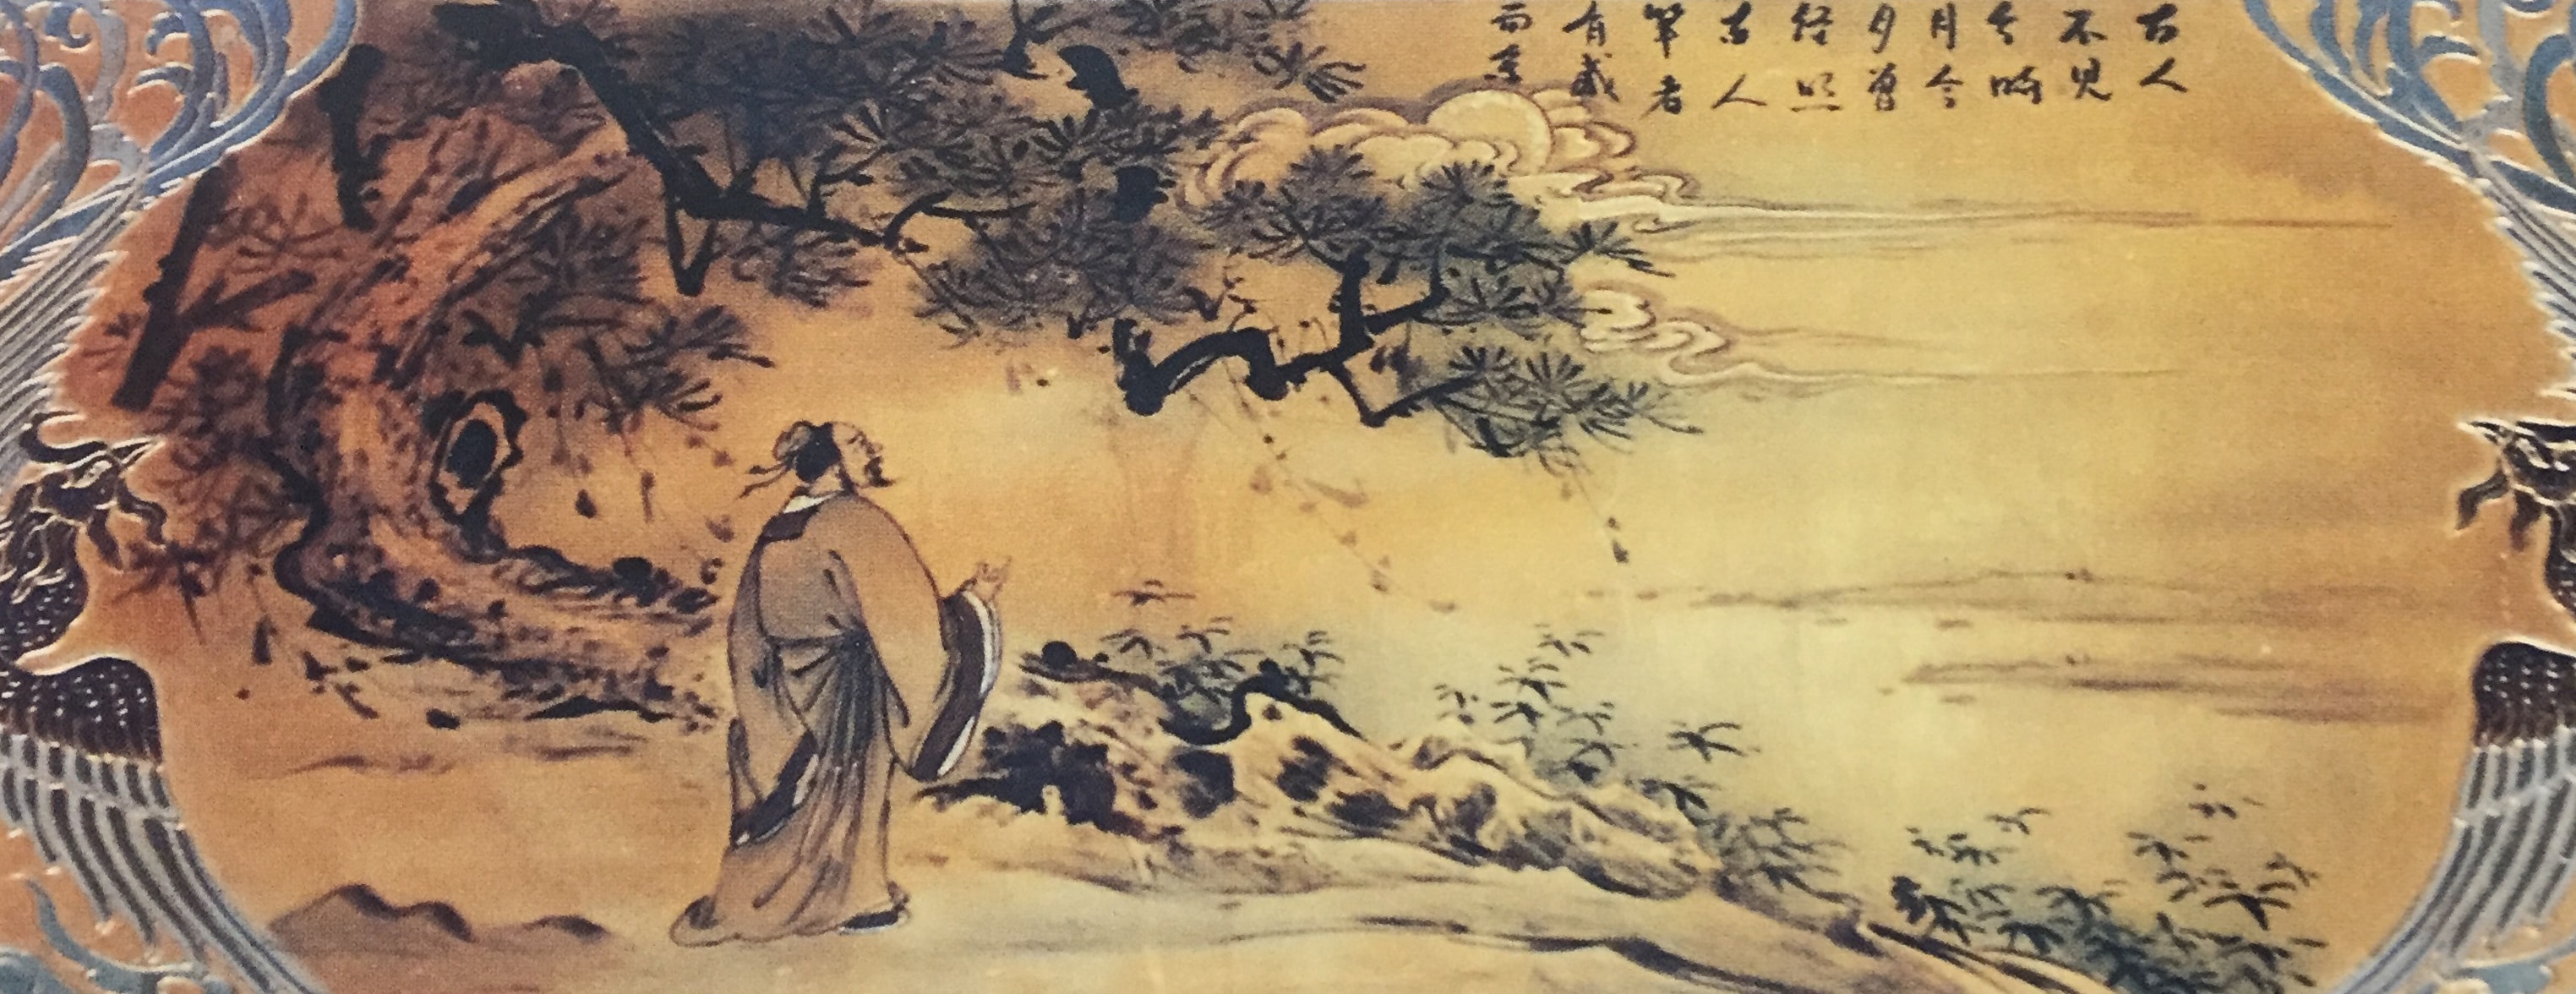 古人
不見
今時
月今
月曾
經照
古人
筆者
有感
而